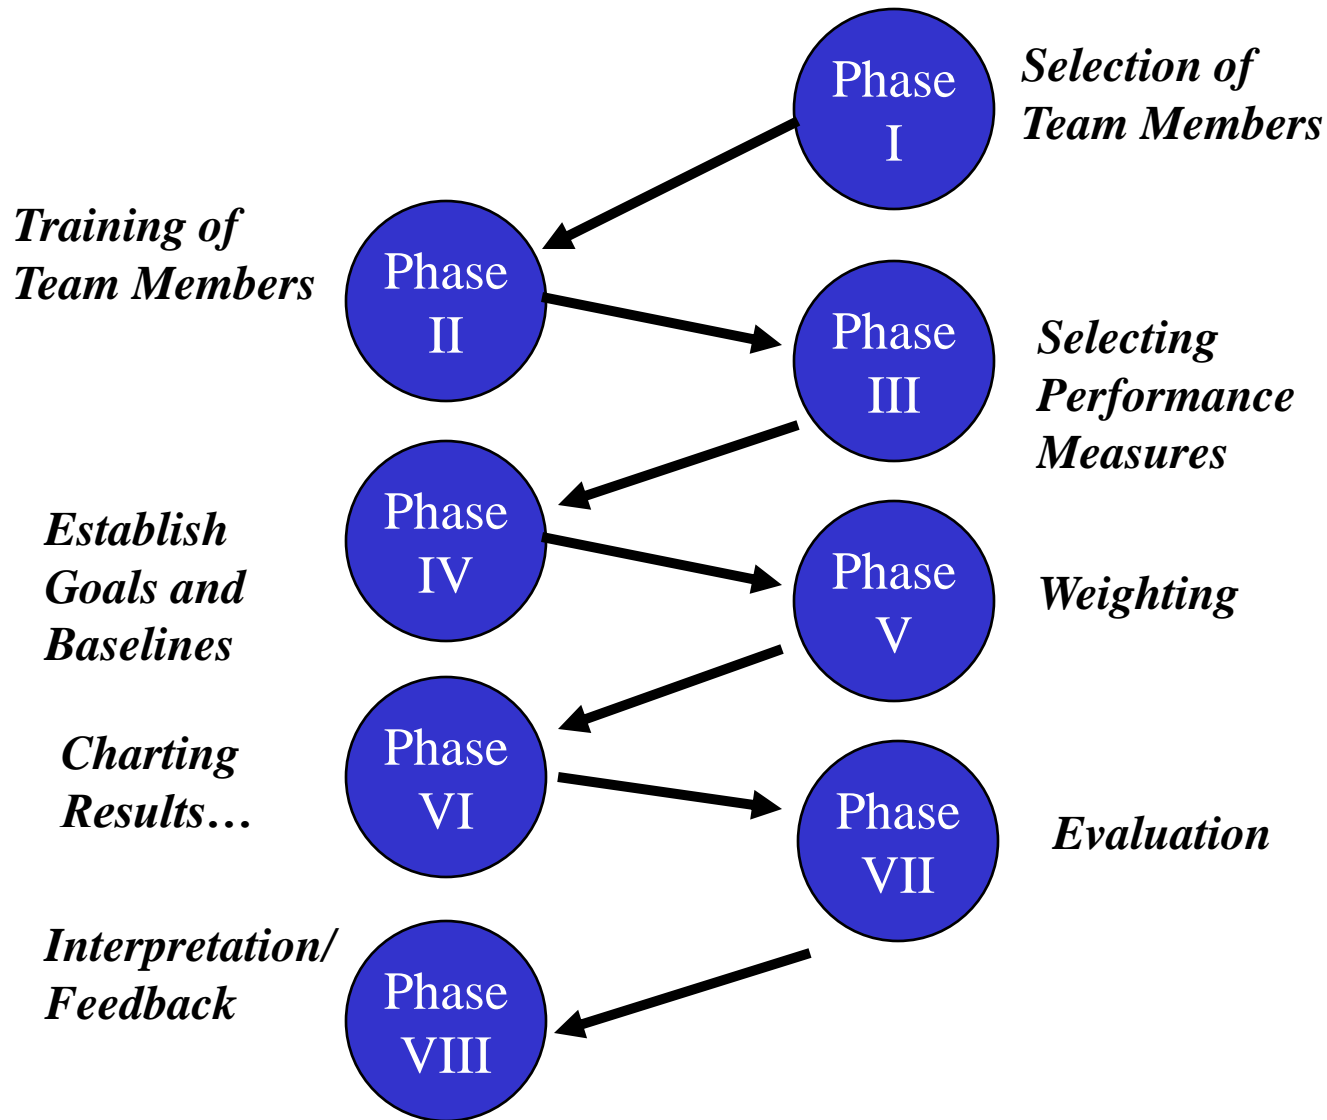 Phase
I
Selection of
Team Members
Training of
Team Members
Phase
II
Phase
III
Selecting
Performance
Measures
Establish
Goals and
Baselines
Phase
IV
Phase
V
Weighting
Charting
Results…
Phase
VI
Phase
VII
Evaluation
Interpretation/
Feedback
Phase
VIII